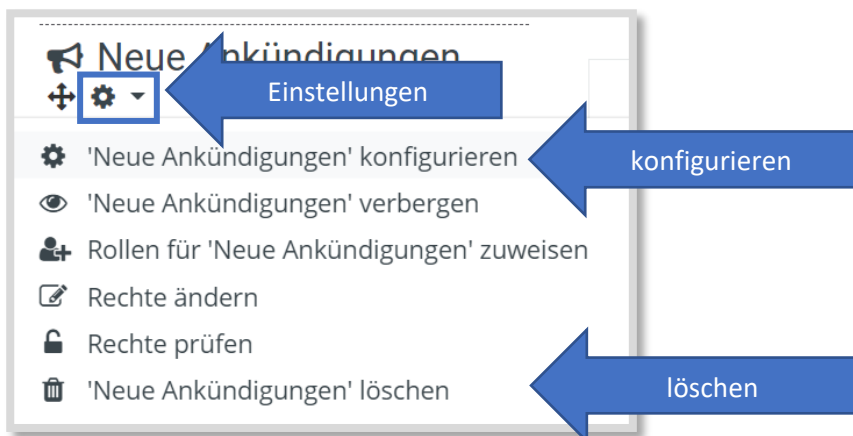 Neue Ankündigungen
Einstellungen
'Neue Ankündigungen' konfigurieren
konfigurieren
'Neue Ankündigungen' verbergen
Rollen für 'Neue Ankündigungen' zuweisen
Rechte ändern
Rechte prüfen
'Neue Ankündigungen' löschen
löschen